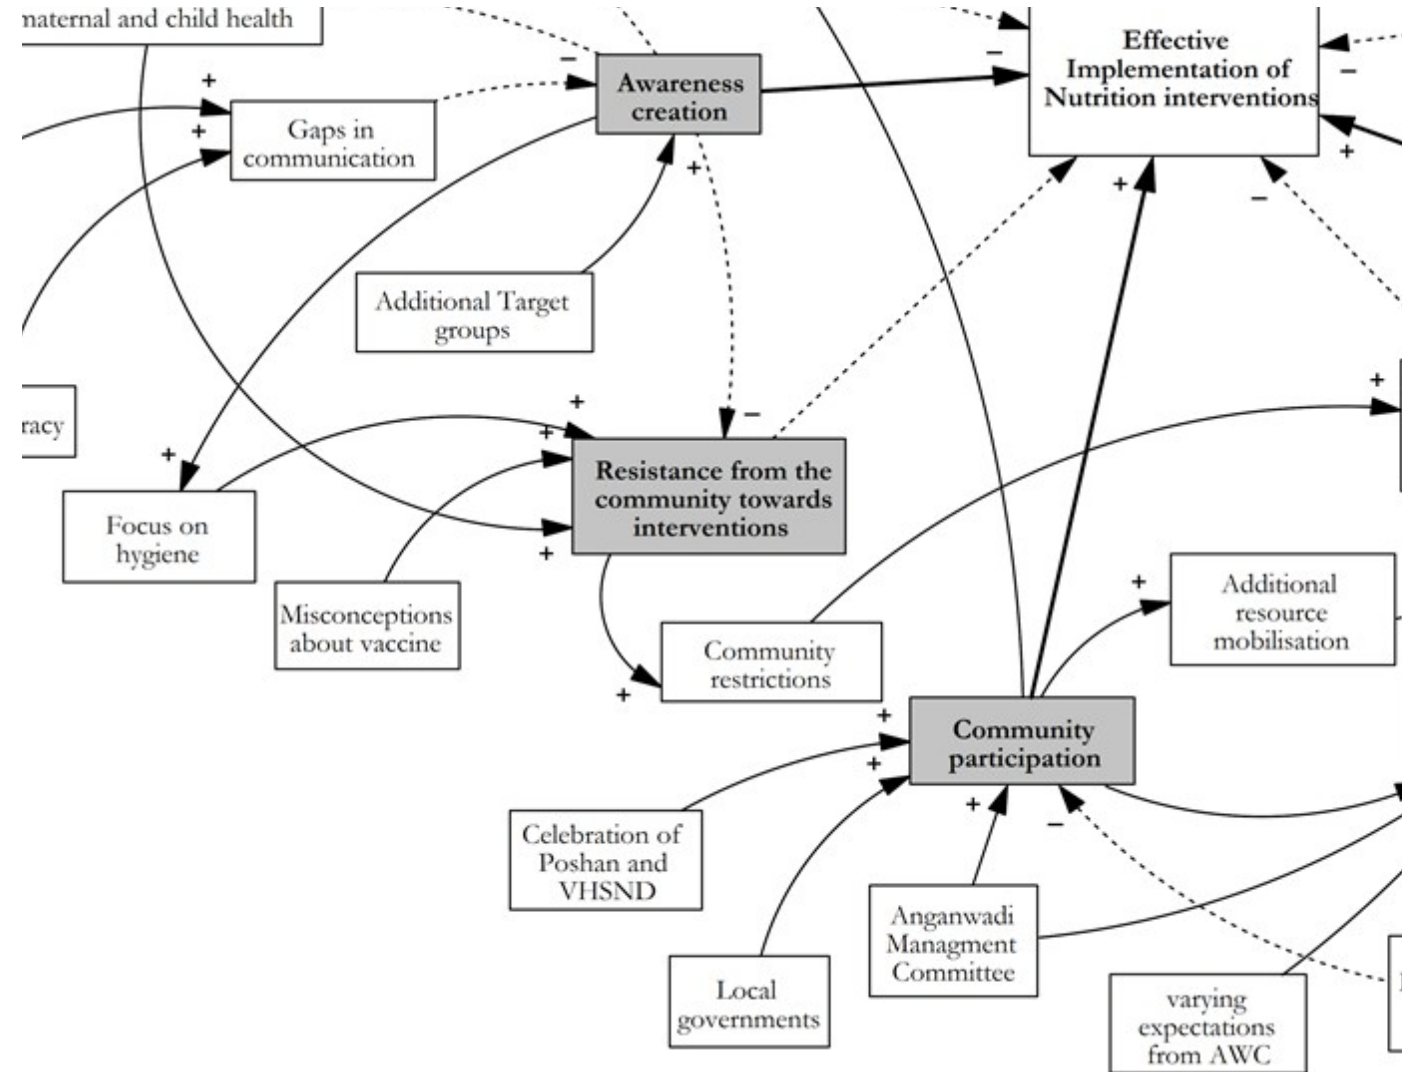 maternal and child health
Effective
Implementation of
Nutrition interventions
Awareness
creation
Gaps in
communication
Additional Target
groups
racy
Resistance from the
community towards
interventions
Focus on
hygiene
Misconceptions
about vaccine
Community
restrictions
Additional
resource
mobilisation
Community
participation
Celebration of
Poshan and
VHSND
Anganwadi
Managment
Committee
Local
governments
varying
expectations
from AWC